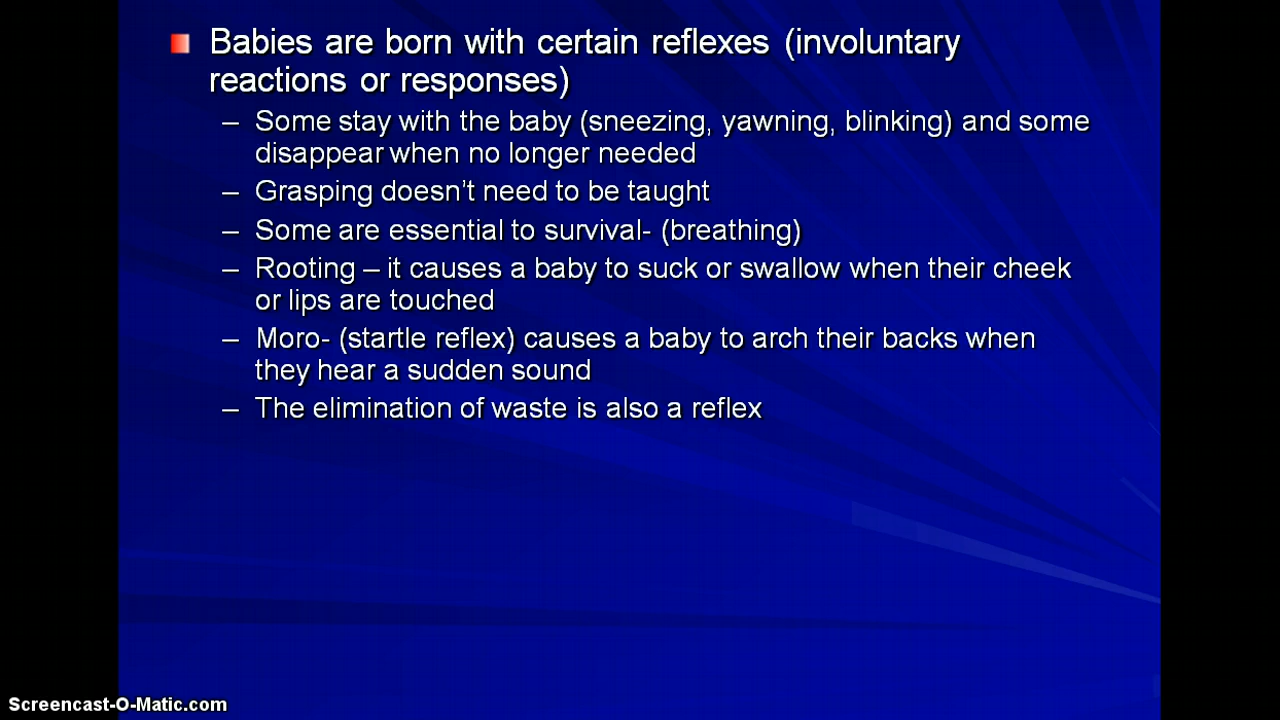 Babies are born with certain reflexes (involuntary
reactions or responses)
– Some stay with the baby (sneezing, yawning, blinking) and some
disappear when no longer needed
– Grasping doesn't need to be taught
– Some are essential to survival- (breathing)
– Rooting – it causes a baby to suck or swallow when their cheek
or lips are touched
– Moro- (startle reflex) causes a baby to arch their backs when
they hear a sudden sound
– The elimination of waste is also a reflex
Screencast-O-Matic.com